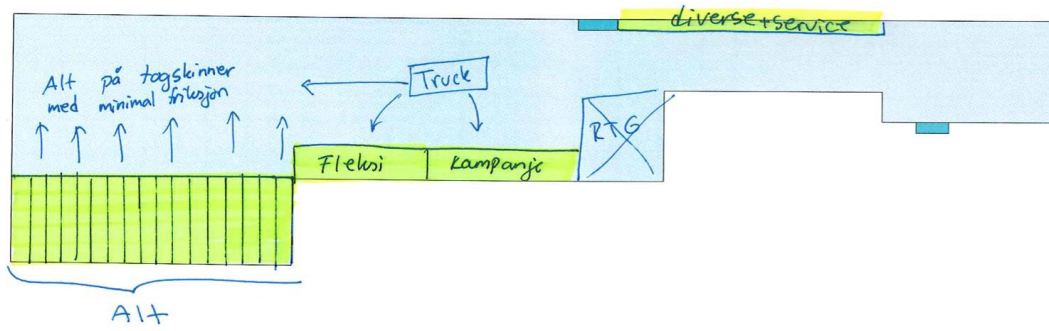 diverse+service
Alt på togskinner
med minimal friksjon
Truck
RTG
Fleksi
Kampanje
Alt